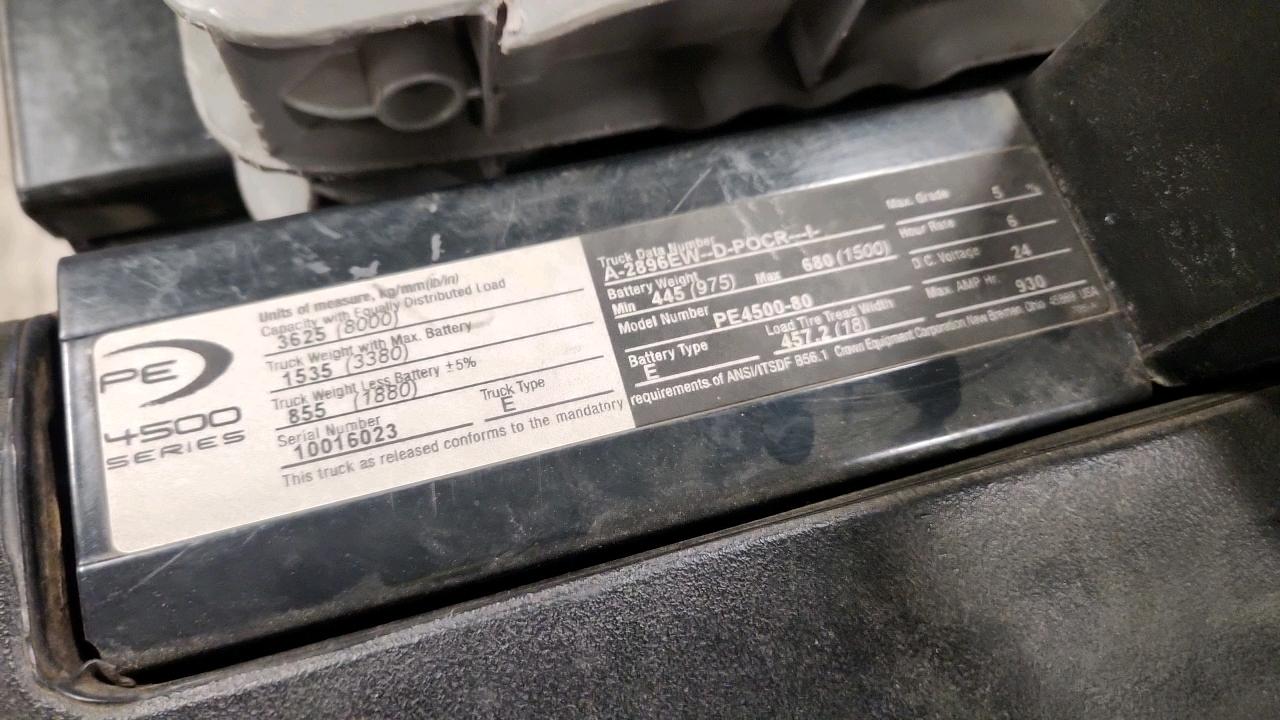 PE
4500
SERIES
Units of measure, kg/mm(lb/in)
Capacity with Equally Distributed Load
3625 (8000)
Truck Weight with Max. Battery
1535 (3380)
Truck Weight Less Battery ±5%
855 (1880)
Serial Number
10016023
Truck Type
E
This truck as released conforms to the mandatory
Truck Data Number
A-2896EW--D-POCR---I-
Battery Weight
Min 445 (975) Max 680 (1500)
Model Number PE4500-80
Load Tire Tread Width
457.2 (18)
Battery Type
E
requirements of ANSI/ITSDF B56.1 Crown Equipment Corporation New Bremen, Ohio 45869 USA
Max. Grade 5 %
Hour Rate 6
D.C. Voltage 24
Max. AMP Hr. 930